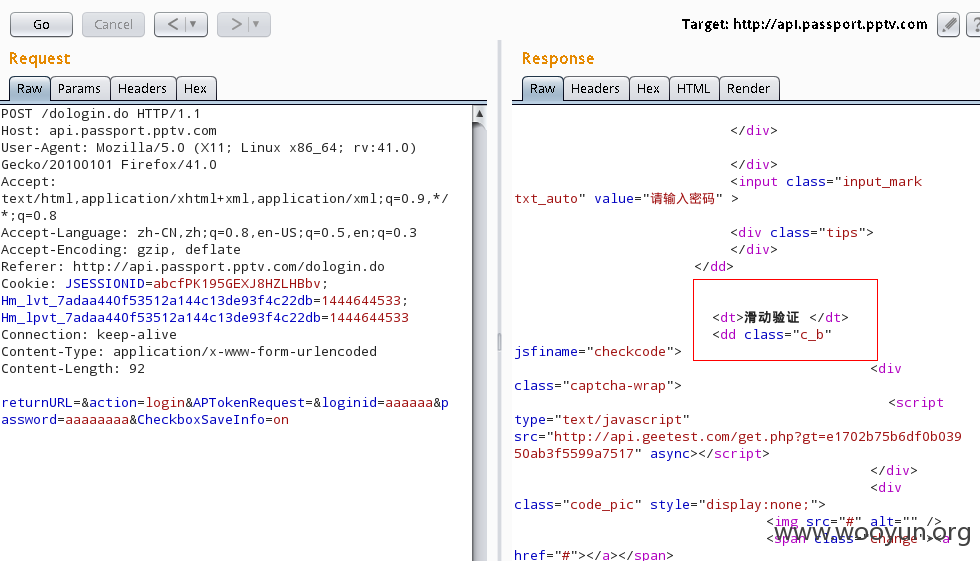 Go Cancel < > Target: http://api.passport.pptv.com
Request
Raw Params Headers Hex
POST /dologin.do HTTP/1.1
Host: api.passport.pptv.com
User-Agent: Mozilla/5.0 (X11; Linux x86_64; rv:41.0)
Gecko/20100101 Firefox/41.0
Accept:
text/html,application/xhtml+xml,application/xml;q=0.9,*/
*;q=0.8
Accept-Language: zh-CN,zh;q=0.8,en-US;q=0.5,en;q=0.3
Accept-Encoding: gzip, deflate
Referer: http://api.passport.pptv.com/dologin.do
Cookie: JSESSIONID=abcfPK195GEXJ8HZLHBbv;
Hm_lvt_7adaa440f53512a144c13de93f4c22db=1444644533;
Hm_lpvt_7adaa440f53512a144c13de93f4c22db=1444644533
Connection: keep-alive
Content-Type: application/x-www-form-urlencoded
Content-Length: 92
returnURL=&action=login&APTokenRequest=&loginid=aaaaaa&p
assword=aaaaaaaa&CheckboxSaveInfo=on
Response
Raw Headers Hex HTML Render
</div>
</div>
<input class="input_mark
txt_auto" value="请输入密码" >
<div class="tips">
</div>
</dd>
<dt>滑动验证 </dt>
<dd class="c_b"
jsfiname="checkcode">
<div
class="captcha-wrap">
<script
type="text/javascript"
src="http://api.geetest.com/get.php?gt=e1702b75b6df0b039
50ab3f5599a7517" async></script>
</div>
<div
class="code_pic" style="display:none;">
<img src="#" alt="" />
<span class="change"><a
href="#"></a></span>
www.wooyun.org